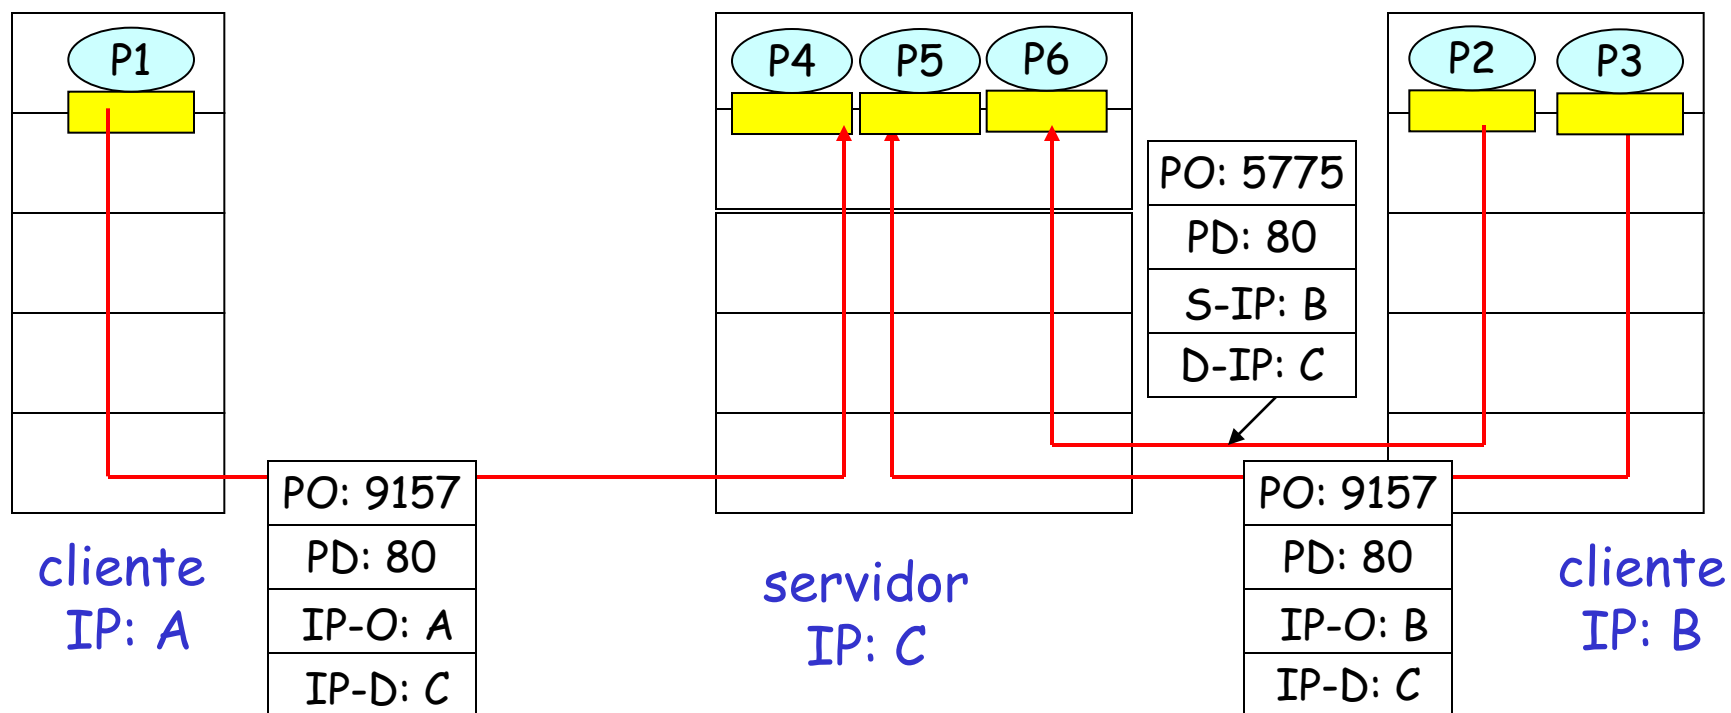 P1
P4
P5
P6
P2
P3
PO: 5775
PD: 80
S-IP: B
D-IP: C
PO: 9157
PD: 80
IP-O: A
IP-D: C
PO: 9157
PD: 80
IP-O: B
IP-D: C
cliente
IP: A
servidor
IP: C
cliente
IP: B